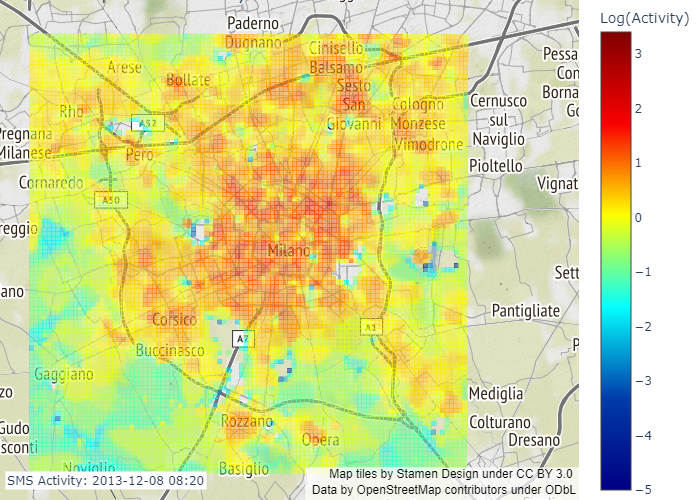 Log(Activity)
Paderno
Dugnano
Cinisello
Balsamo
Sesto
San
Giovanni
Arese
Bollate
Rho
A52
Pero
Pregnana
Milanese
Cornaredo
A50
Cologno
Monzese
Vimodrone
Cernusco
sul
Naviglio
Pioltello
Pessa
Con
Borna
Go
Vignat
reggio
Milano
ano
Sett
Pantigliate
Corsico
A7
A1
Buccinasco
P
Gaggiano
zo
Mediglia
Gudo
sconti
Rozzano
Opera
Colturano
Dresano
Noviglio
Basiglio
SMS Activity: 2013-12-08 08:20
Map tiles by Stamen Design under CC BY 3.0
Data by OpenStreetMap contributors under ODbL
3
2
1
0
−1
−2
−3
−4
−5